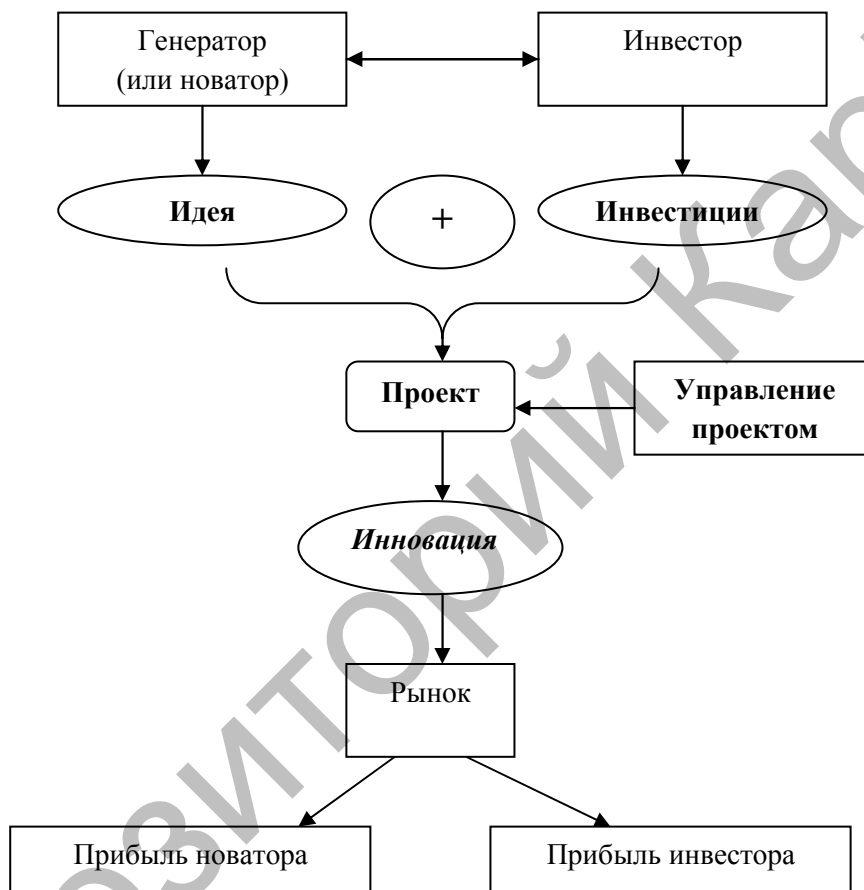 Генератор
(или новатор)
Инвестор
Идея
+
Инвестиции
Проект
Управление
проектом
Инновация
Рынок
Прибыль новатора
Прибыль инвестора